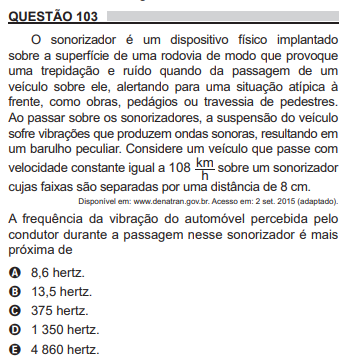 QUESTÃO 103
O sonorizador é um dispositivo físico implantado
sobre a superfície de uma rodovia de modo que provoque
uma trepidação e ruído quando da passagem de um
veículo sobre ele, alertando para uma situação atípica à
frente, como obras, pedágios ou travessia de pedestres.
Ao passar sobre os sonorizadores, a suspensão do veículo
sofre vibrações que produzem ondas sonoras, resultando em
um barulho peculiar. Considere um veículo que passe com
velocidade constante igual a 108 km/h sobre um sonorizador
cujas faixas são separadas por uma distância de 8 cm.
Disponível em: www.denatran.gov.br. Acesso em: 2 set. 2015 (adaptado).
A frequência da vibração do automóvel percebida pelo
condutor durante a passagem nesse sonorizador é mais
próxima de
A 8,6 hertz.
B 13,5 hertz.
C 375 hertz.
D 1 350 hertz.
E 4 860 hertz.